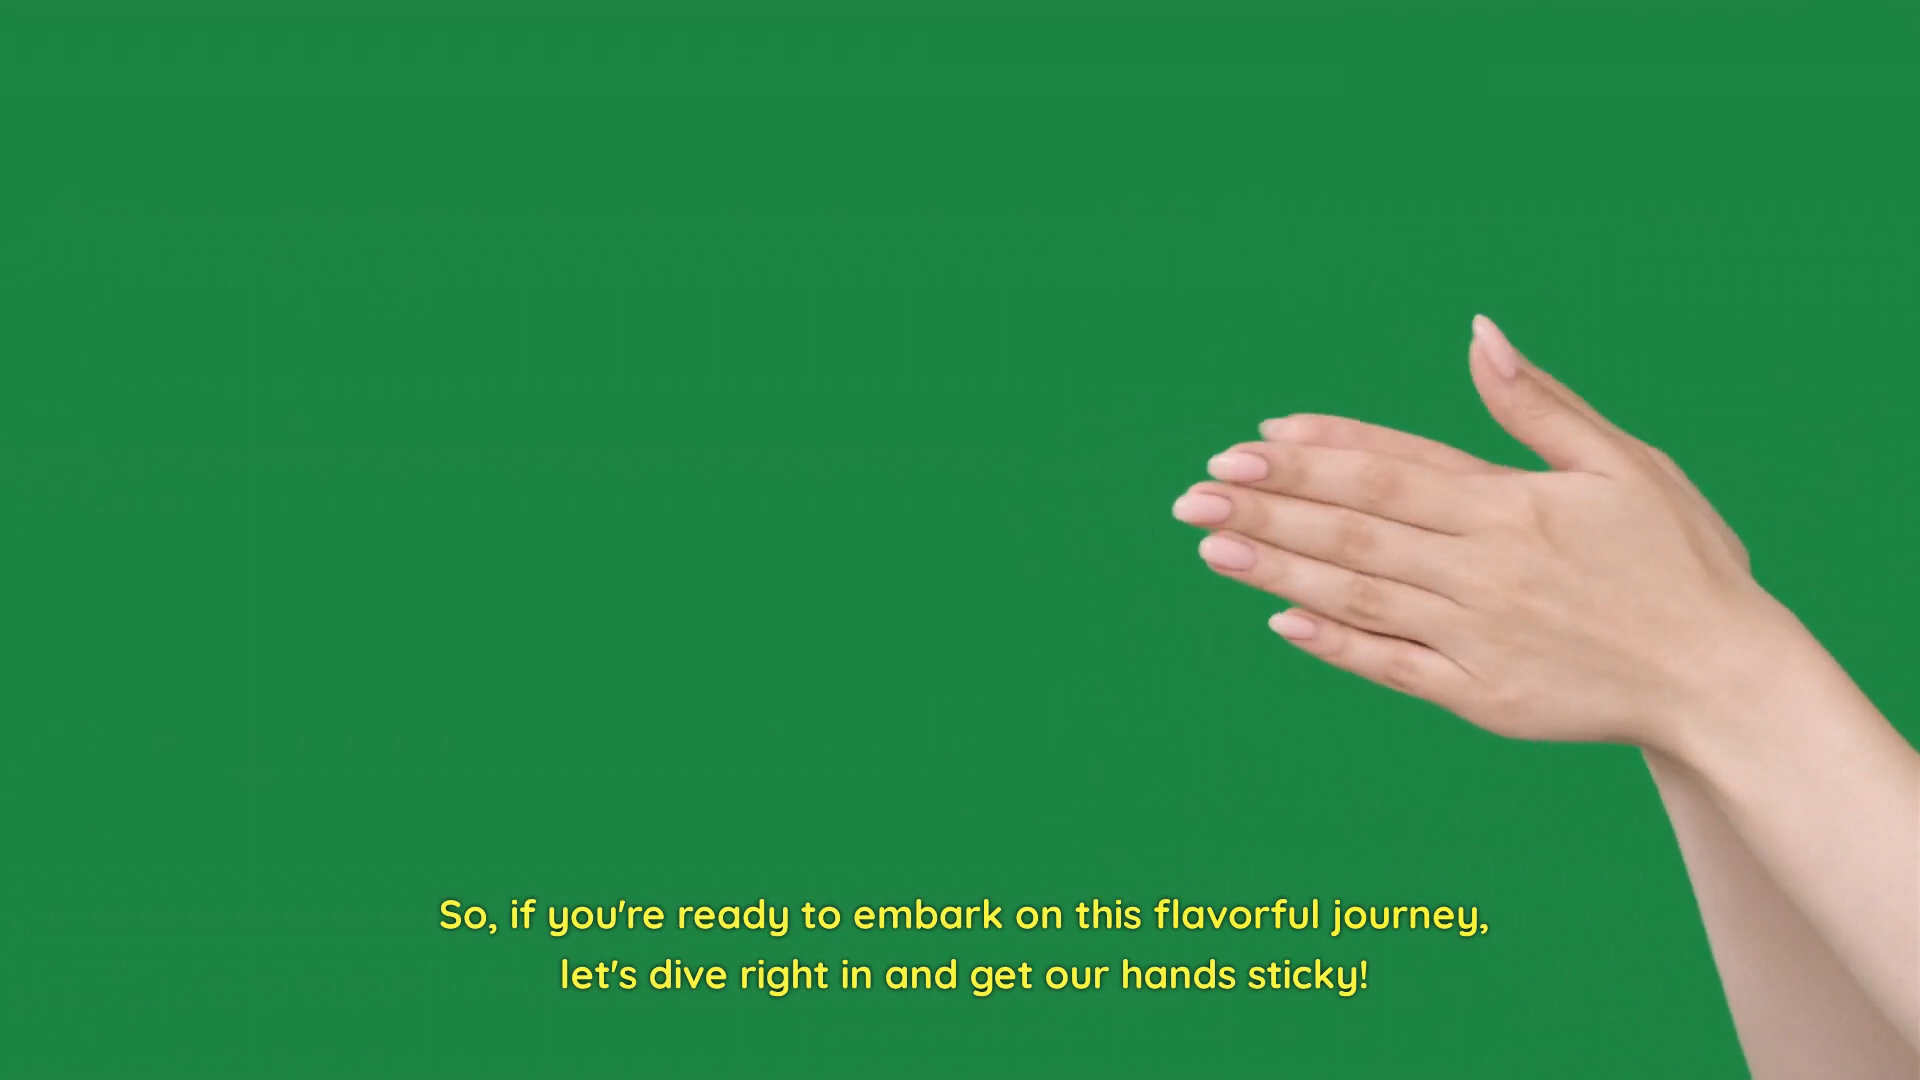 So, if you're ready to embark on this flavorful journey,
let's dive right in and get our hands sticky!